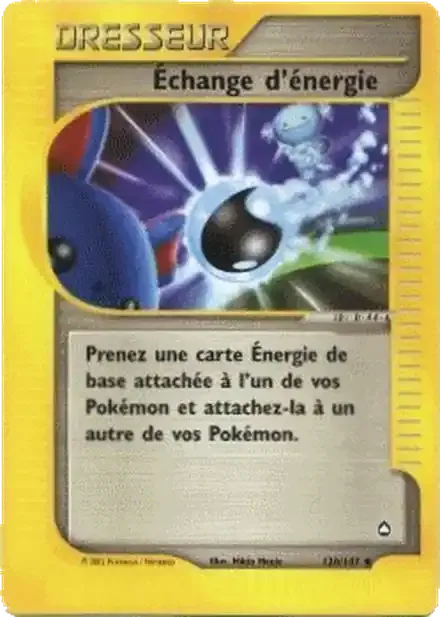 DRESSEUR
Échange d'énergie
Prenez une carte Énergie de
base attachée à l'un de vos
Pokémon et attachez-la à un
autre de vos Pokémon.
Illus.